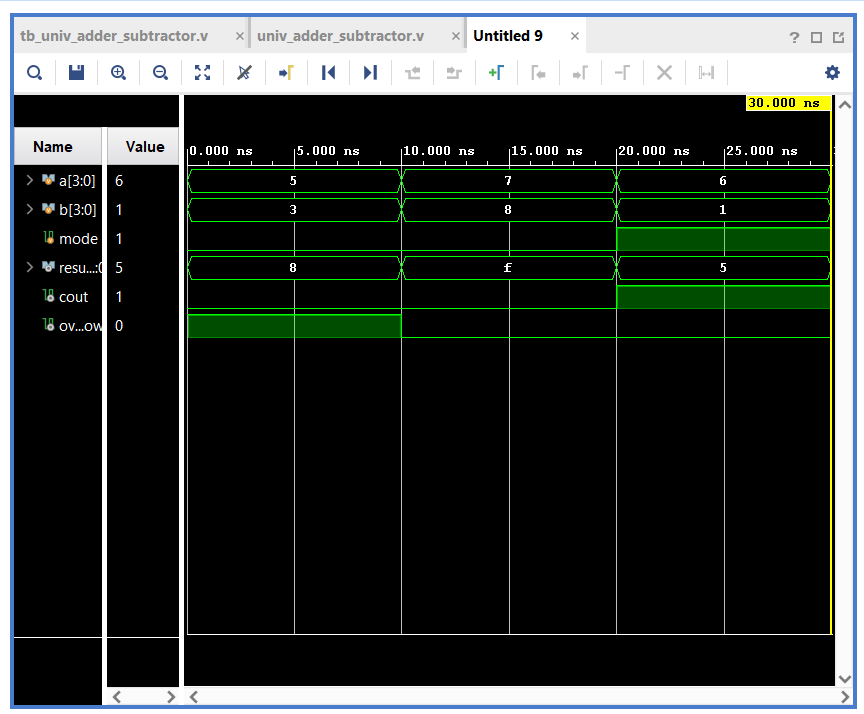 tb_univ_adder_subtractor.v × univ_adder_subtractor.v × Untitled 9 × ?
30.000 ns
Name Value
0.000 ns 5.000 ns 10.000 ns 15.000 ns 20.000 ns 25.000 ns
a[3:0] 6 5 7 6
b[3:0] 1 3 8 1
mode 1
resu...:0 5 8 f 5
cout 1
ov...ow 0